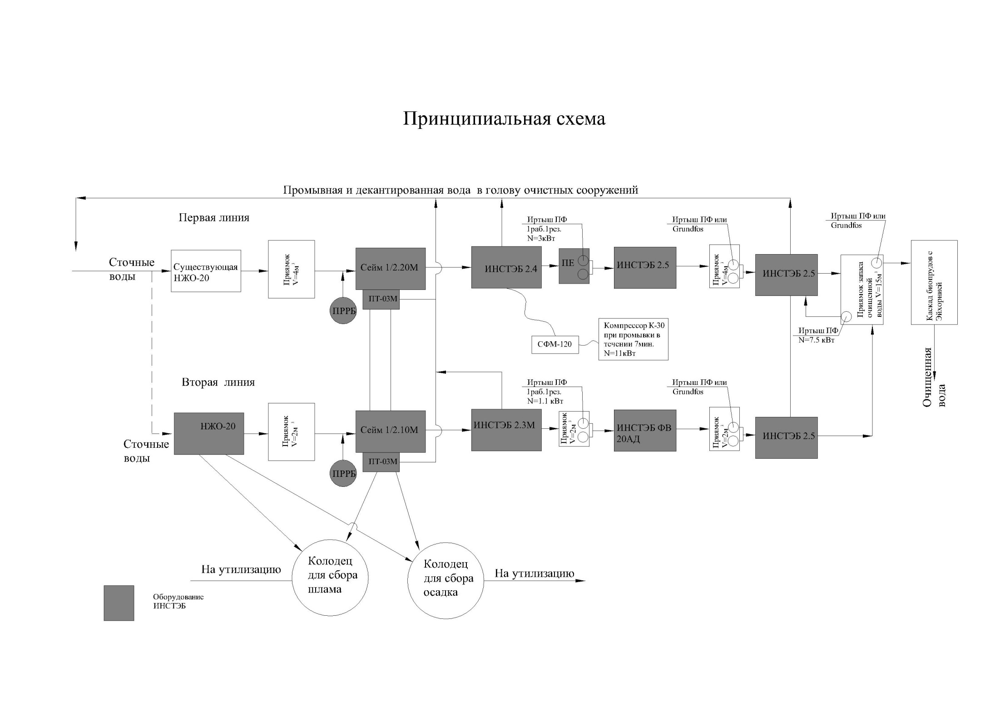 Принципиальная схема
Промывная и декантированная вода в голову очистных сооружений
Первая линия
Иртыш ПФ
1раб.1рез.
N=3кВт
Иртыш ПФ или
Grundfos
Иртыш ПФ или
Grundfos
Сточные
воды
Существующая
НЖО-20
Приямок
V=4м³
ПРРБ
Сейм 1/2.20М
ПТ-03М
ИНСТЭБ 2.4
ПЕ
ИНСТЭБ 2.5
Приямок
V=4м³
ИНСТЭБ 2.5
Приямок запаса
очищенной
воды V=15м³
Каскад биопрудов с
Эйхорнией
Иртыш ПФ
N=7.5 кВт
СФМ-120
Компрессор К-30
при промывки в
течении 7мин.
N=11кВт
Очищенная
вода
Вторая линия
Иртыш ПФ
1раб.1рез.
N=1.1 кВт
Иртыш ПФ или
Grundfos
Сточные
воды
НЖО-20
Приямок
V=2м³
ПРРБ
Сейм 1/2.10М
ПТ-03М
ИНСТЭБ 2.3М
Приямок
V=2м³
ИНСТЭБ ФВ
20АД
Приямок
V=2м³
ИНСТЭБ 2.5
На утилизацию
Колодец
для сбора
шлама
Колодец
для сбора
осадка
На утилизацию
Оборудование
ИНСТЭБ